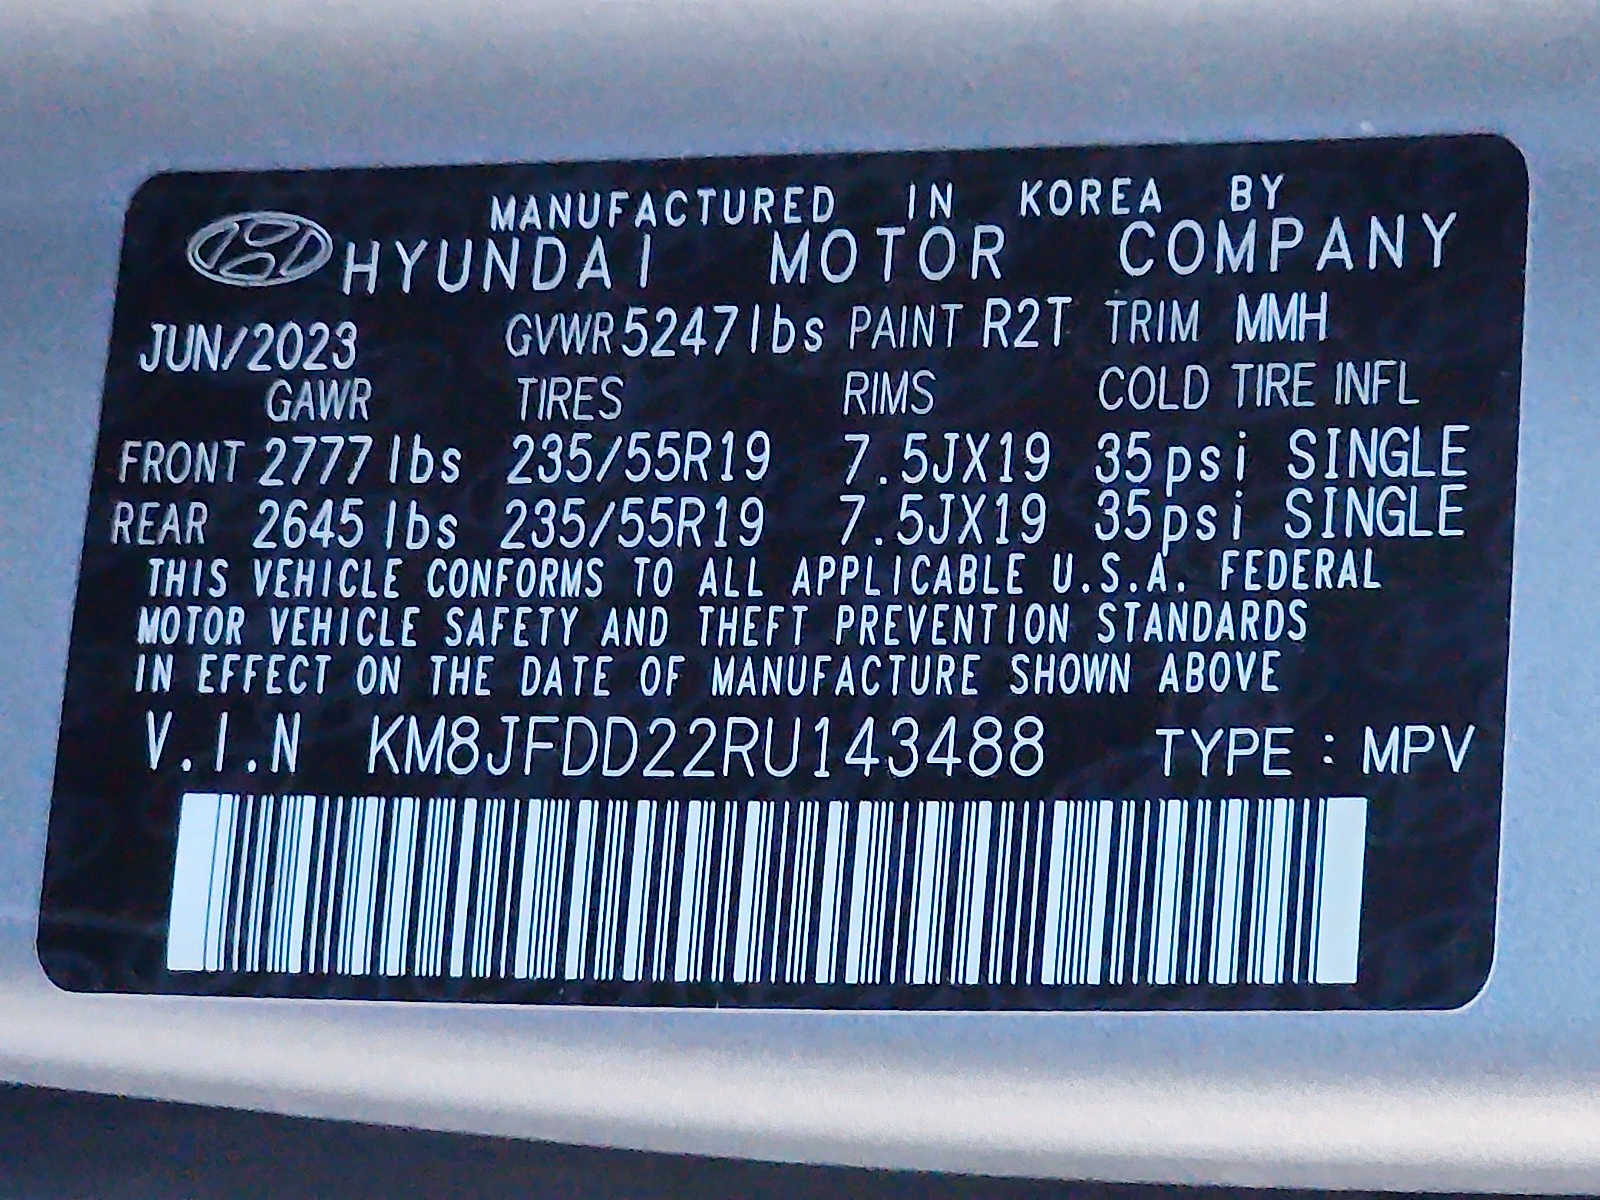 MANUFACTURED IN KOREA BY
HYUNDAI MOTOR COMPANY
JUN/2023 GVWR 5247lbs PAINT R2T TRIM MMH
GAWR TIRES RIMS COLD TIRE INFL
FRONT 2777lbs 235/55R19 7.5JX19 35psi SINGLE
REAR 2645lbs 235/55R19 7.5JX19 35psi SINGLE
THIS VEHICLE CONFORMS TO ALL APPLICABLE U.S.A. FEDERAL
MOTOR VEHICLE SAFETY AND THEFT PREVENTION STANDARDS
IN EFFECT ON THE DATE OF MANUFACTURE SHOWN ABOVE
V.I.N KM8JFDD22RU143488 TYPE : MPV